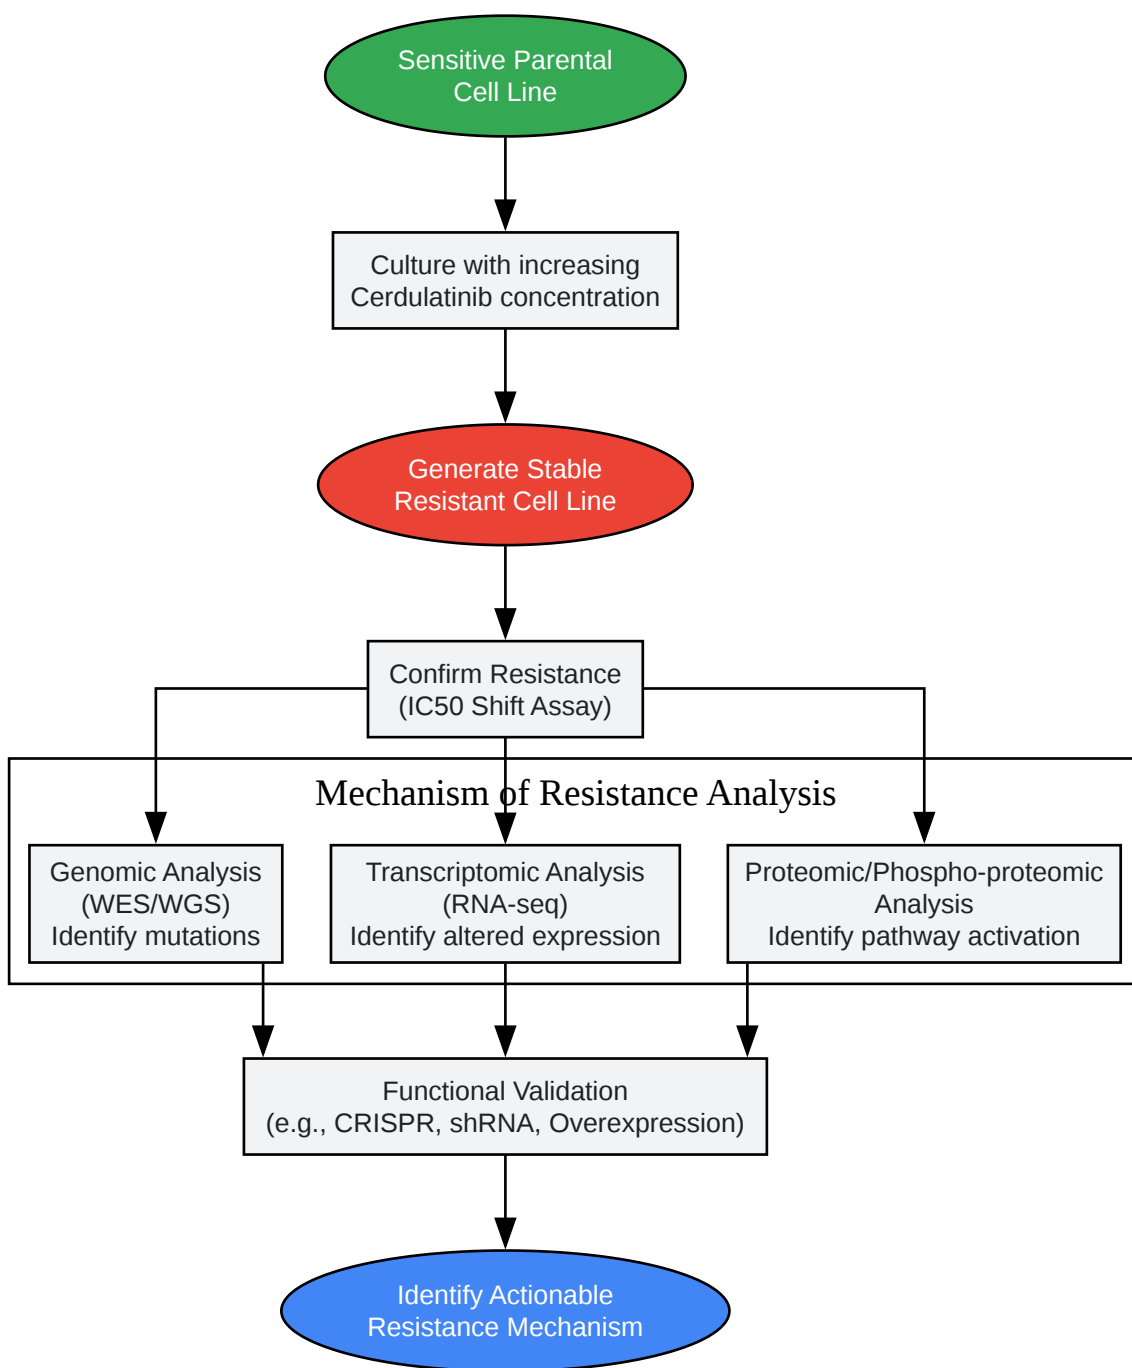 Sensitive Parental
Cell Line
Culture with increasing
Cerdulatinib concentration
Generate Stable
Resistant Cell Line
Confirm Resistance
(IC50 Shift Assay)
Mechanism of Resistance Analysis
Genomic Analysis
(WES/WGS)
Identify mutations
Transcriptomic Analysis
(RNA-seq)
Identify altered expression
Proteomic/Phospho-proteomic
Analysis
Identify pathway activation
Functional Validation
(e.g., CRISPR, shRNA, Overexpression)
Identify Actionable
Resistance Mechanism